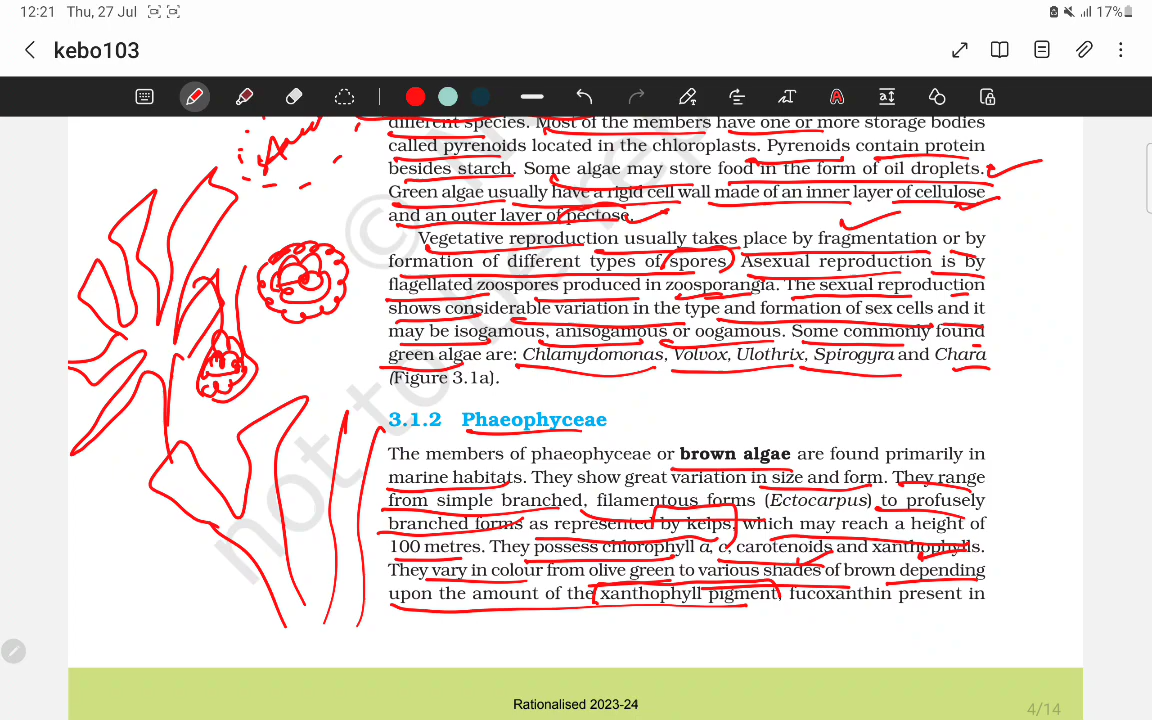 12:21 Thu, 27 Jul
17%
kebo103
different species. Most of the members have one or more storage bodies
called pyrenoids located in the chloroplasts. Pyrenoids contain protein
besides starch. Some algae may store food in the form of oil droplets.
Green algae usually have a rigid cell wall made of an inner layer of cellulose
and an outer layer of pectose.
Vegetative reproduction usually takes place by fragmentation or by
formation of different types of spores. Asexual reproduction is by
flagellated zoospores produced in zoosporangia. The sexual reproduction
shows considerable variation in the type and formation of sex cells and it
may be isogamous, anisogamous or oogamous. Some commonly found
green algae are: Chlamydomonas, Volvox, Ulothrix, Spirogyra and Chara
(Figure 3.1a).
3.1.2 Phaeophyceae
The members of phaeophyceae or brown algae are found primarily in
marine habitats. They show great variation in size and form. They range
from simple branched, filamentous forms (Ectocarpus) to profusely
branched forms as represented by kelps, which may reach a height of
100 metres. They possess chlorophyll a, c, carotenoids and xanthophylls.
They vary in colour from olive green to various shades of brown depending
upon the amount of the xanthophyll pigment, fucoxanthin present in
Rationalised 2023-24
4/14